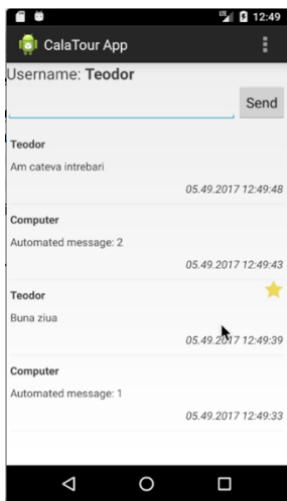 12:49
CalaTour App
Username: Teodor
Send
Teodor
Am cateva intrebari
05.49.2017 12:49:48
Computer
Automated message: 2
05.49.2017 12:49:43
Teodor
Buna ziua
05.49.2017 12:49:39
Computer
Automated message: 1
05.49.2017 12:49:33